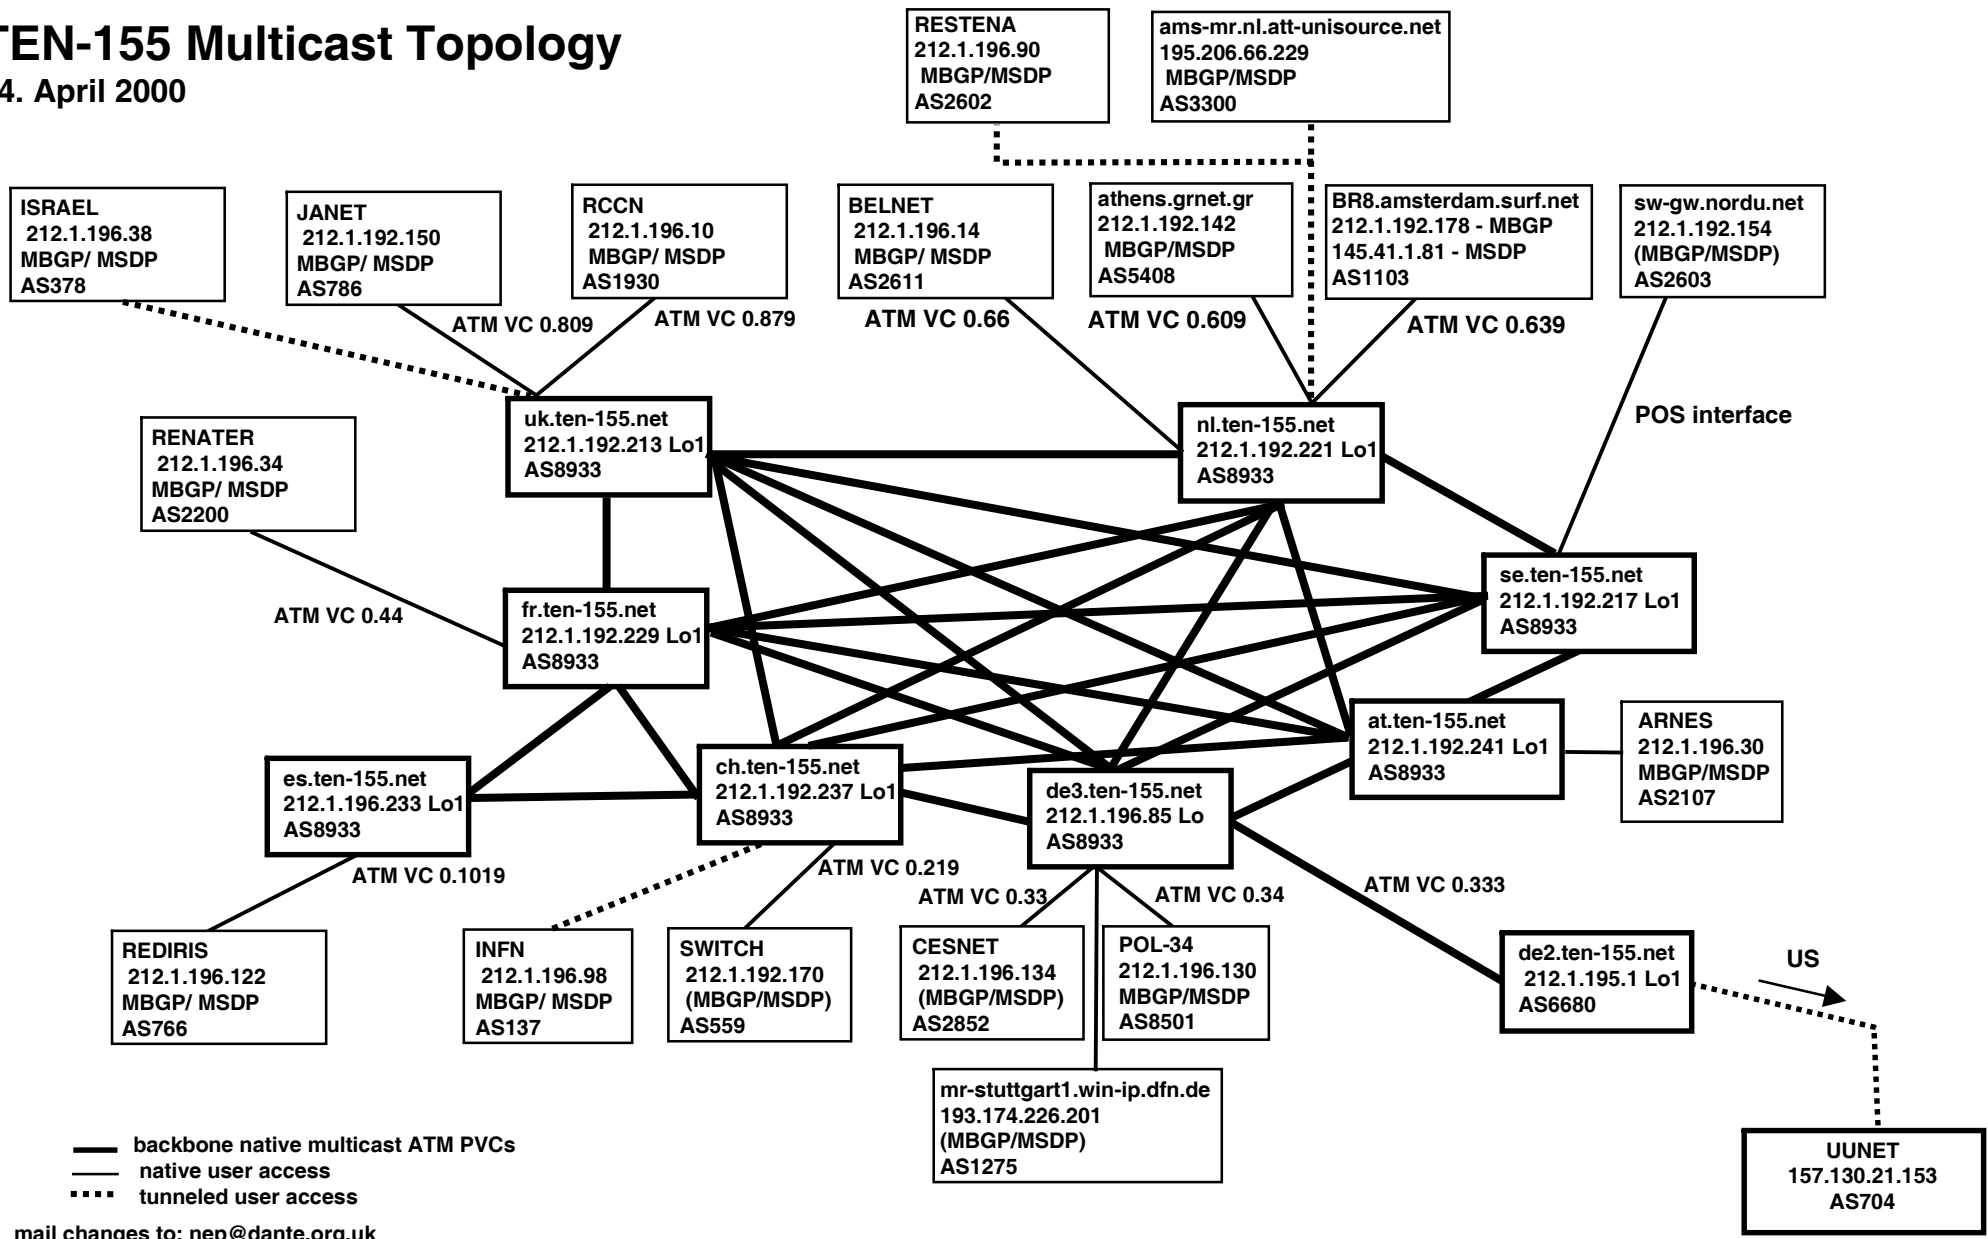 TEN-155 Multicast Topology
4. April 2000
RESTENA
212.1.196.90
MBGP/MSDP
AS2602
ams-mr.nl.att-unisource.net
195.206.66.229
MBGP/MSDP
AS3300
ISRAEL
212.1.196.38
MBGP/ MSDP
AS378
JANET
212.1.192.150
MBGP/ MSDP
AS786
RCCN
212.1.196.10
MBGP/ MSDP
AS1930
BELNET
212.1.196.14
MBGP/ MSDP
AS2611
athens.grnet.gr
212.1.192.142
MBGP/MSDP
AS5408
BR8.amsterdam.surf.net
212.1.192.178 - MBGP
145.41.1.81 - MSDP
AS1103
sw-gw.nordu.net
212.1.192.154
(MBGP/MSDP)
AS2603
ATM VC 0.809
ATM VC 0.879
ATM VC 0.66
ATM VC 0.609
ATM VC 0.639
POS interface
RENATER
212.1.196.34
MBGP/ MSDP
AS2200
uk.ten-155.net
212.1.192.213 Lo1
AS8933
nl.ten-155.net
212.1.192.221 Lo1
AS8933
ATM VC 0.44
fr.ten-155.net
212.1.192.229 Lo1
AS8933
se.ten-155.net
212.1.192.217 Lo1
AS8933
es.ten-155.net
212.1.196.233 Lo1
AS8933
ch.ten-155.net
212.1.192.237 Lo1
AS8933
de3.ten-155.net
212.1.196.85 Lo
AS8933
at.ten-155.net
212.1.192.241 Lo1
AS8933
ARNES
212.1.196.30
MBGP/MSDP
AS2107
ATM VC 0.1019
ATM VC 0.219
ATM VC 0.33
ATM VC 0.34
ATM VC 0.333
REDIRIS
212.1.196.122
MBGP/ MSDP
AS766
INFN
212.1.196.98
MBGP/ MSDP
AS137
SWITCH
212.1.192.170
(MBGP/MSDP)
AS559
CESNET
212.1.196.134
(MBGP/MSDP)
AS2852
POL-34
212.1.196.130
MBGP/MSDP
AS8501
de2.ten-155.net
212.1.195.1 Lo1
AS6680
US
mr-stuttgart1.win-ip.dfn.de
193.174.226.201
(MBGP/MSDP)
AS1275
UUNET
157.130.21.153
AS704
backbone native multicast ATM PVCs
native user access
tunneled user access
mail changes to: nep@dante.org.uk